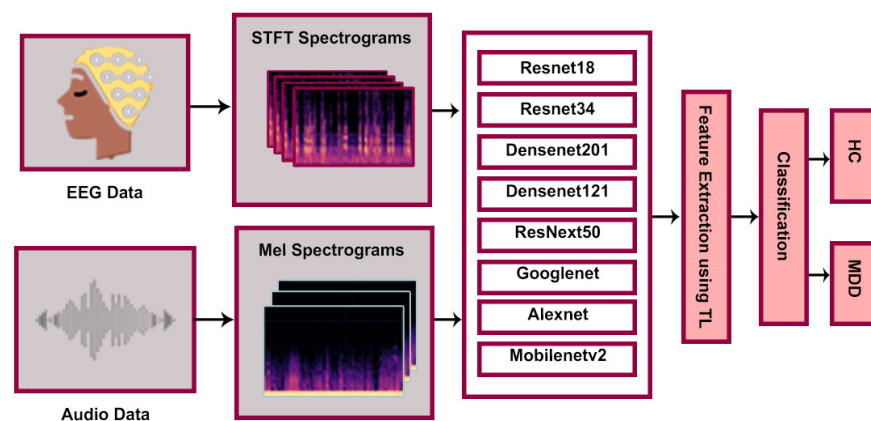 STFT Spectrograms
EEG Data
Mel Spectrograms
Audio Data
Resnet18
Resnet34
Densenet201
Densenet121
ResNext50
Googlenet
Alexnet
Mobilenetv2
Feature Extraction using TL
Classification
HC
MDD